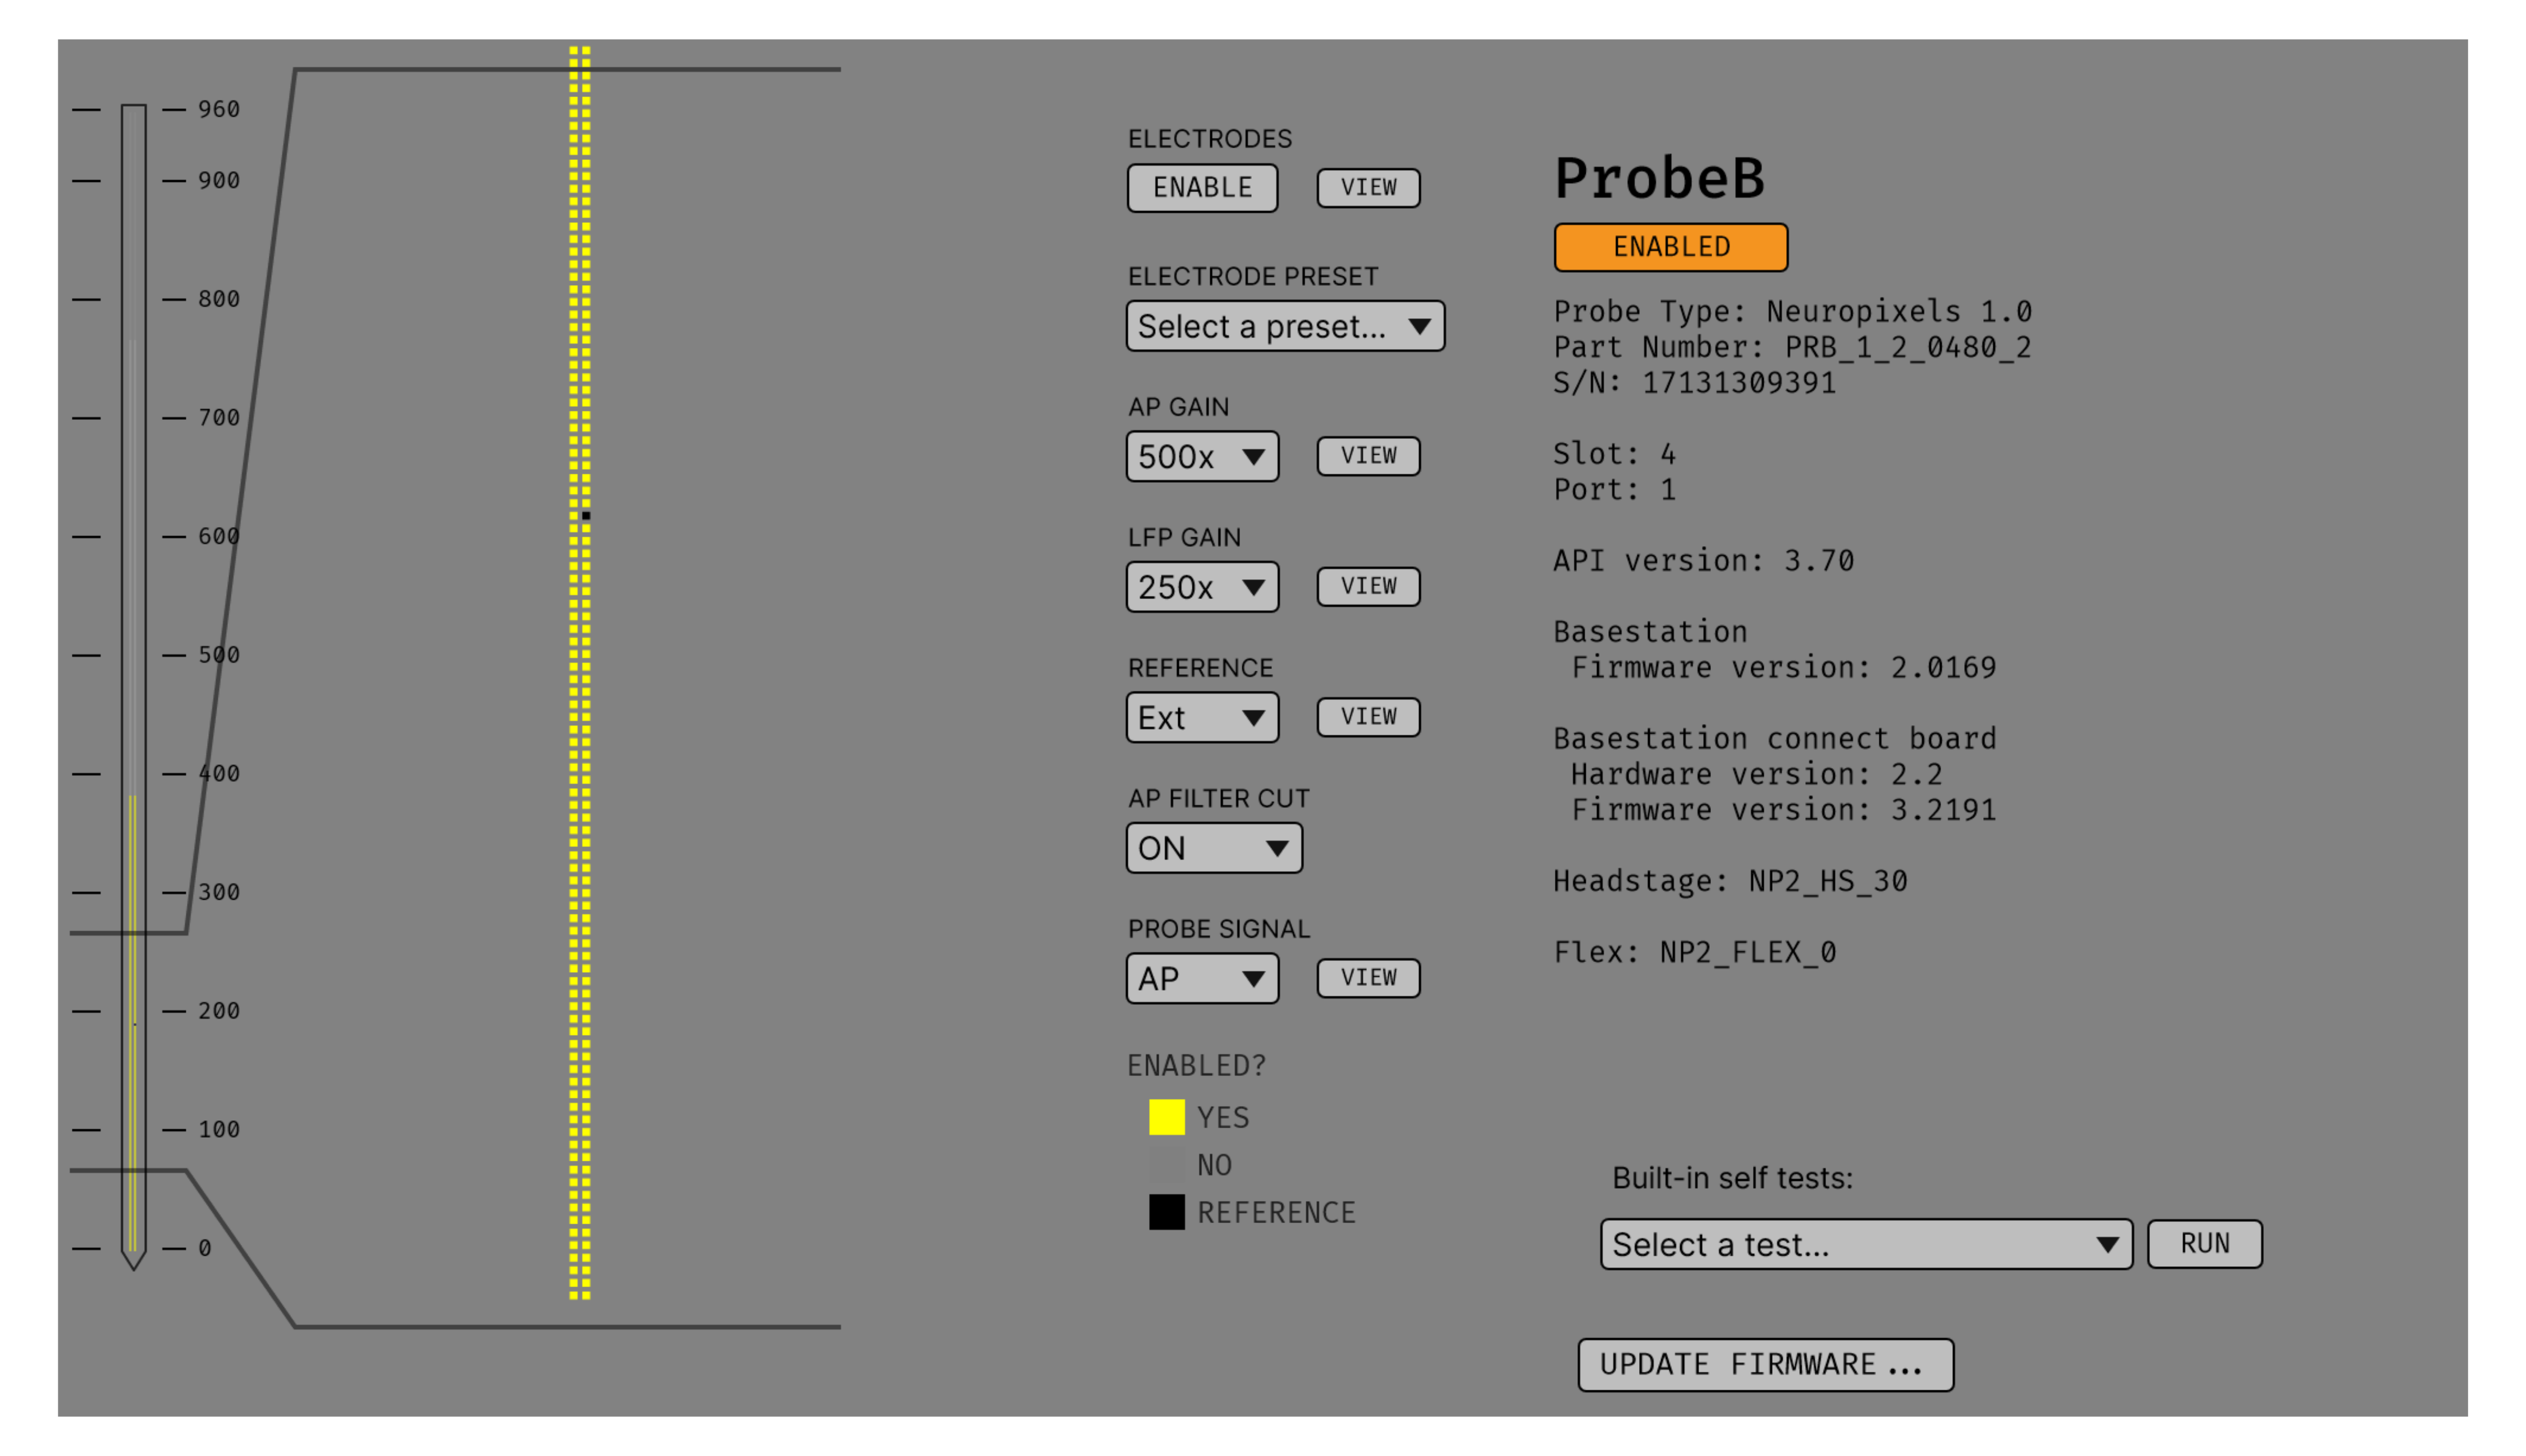 960
900
800
700
600
500
400
300
200
100
0
ELECTRODES
ENABLE VIEW
ELECTRODE PRESET
Select a preset...
AP GAIN
500x VIEW
LFP GAIN
250x VIEW
REFERENCE
Ext VIEW
AP FILTER CUT
ON
PROBE SIGNAL
AP VIEW
ENABLED?
YES
NO
REFERENCE
ProbeB
ENABLED
Probe Type: Neuropixels 1.0
Part Number: PRB_1_2_0480_2
S/N: 17131309391
Slot: 4
Port: 1
API version: 3.70
Basestation
Firmware version: 2.0169
Basestation connect board
Hardware version: 2.2
Firmware version: 3.2191
Headstage: NP2_HS_30
Flex: NP2_FLEX_0
Built-in self tests:
Select a test... RUN
UPDATE FIRMWARE...